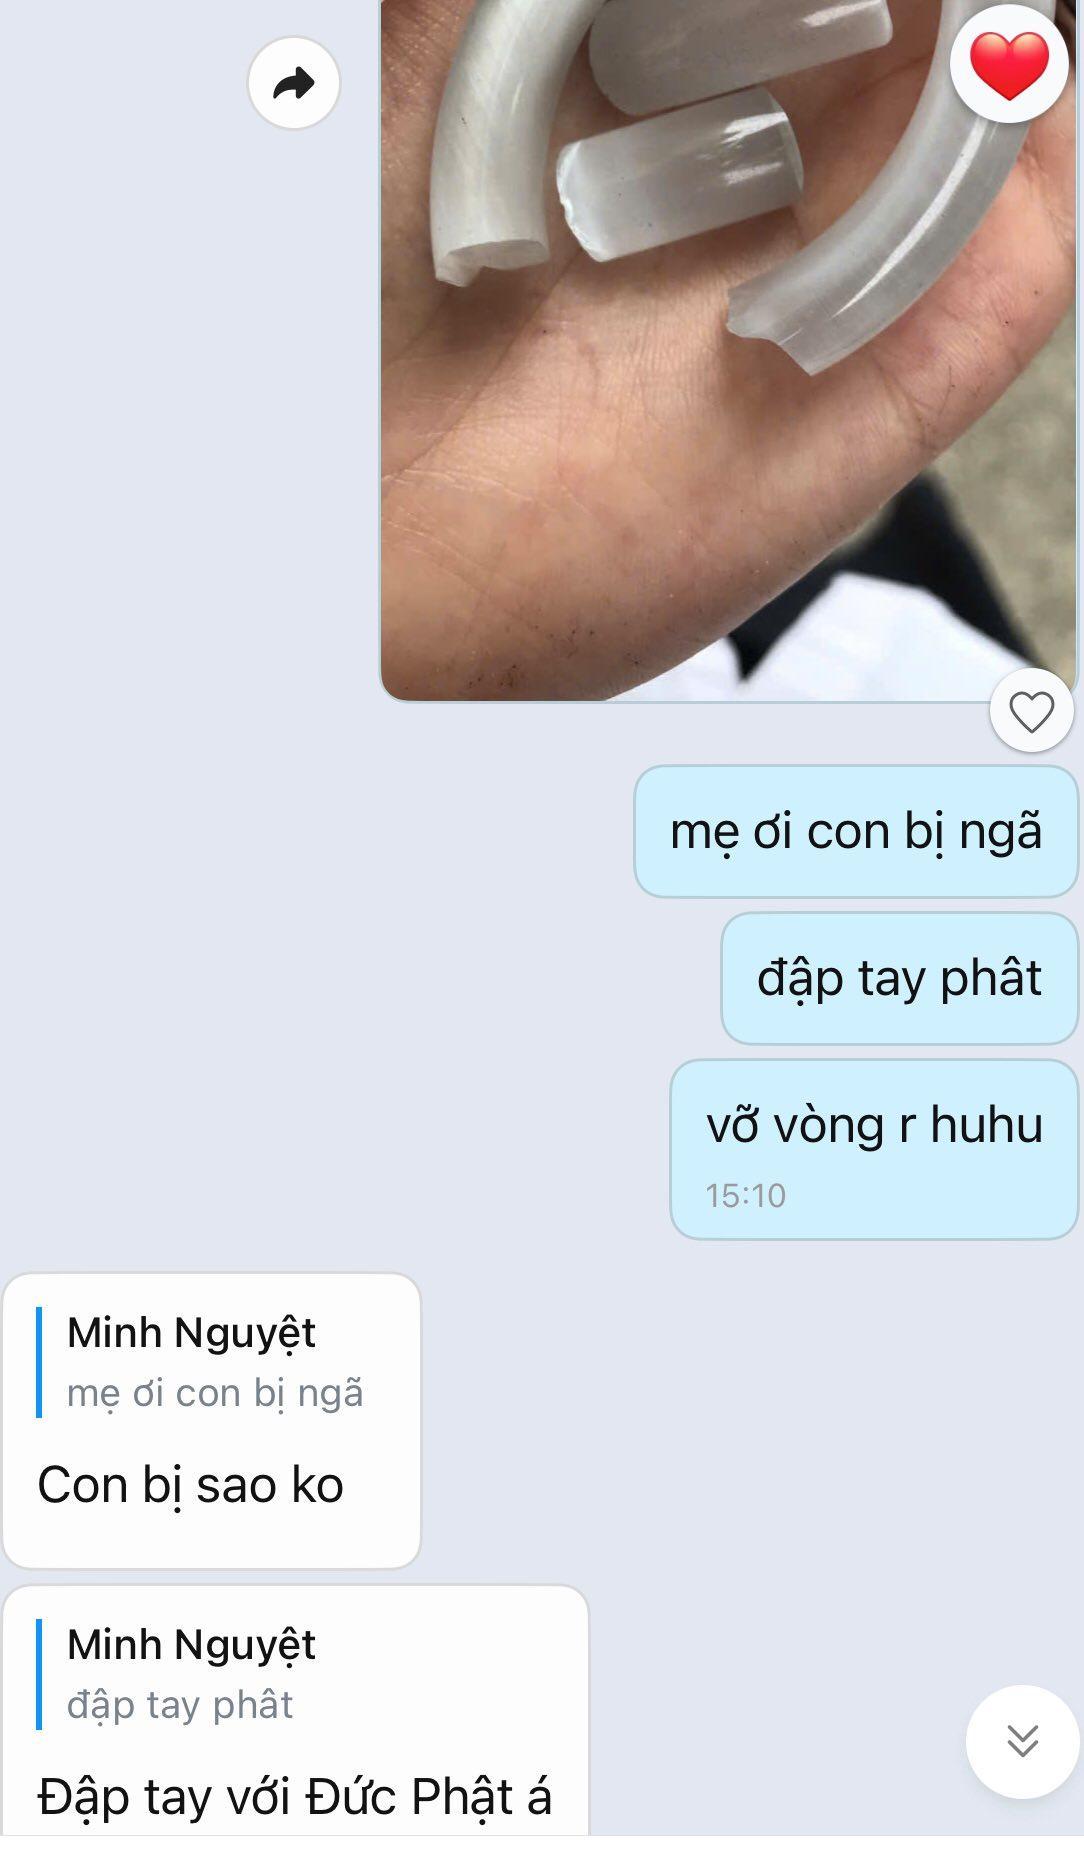 mẹ ơi con bị ngã
đập tay phât
vỡ vòng r huhu
15:10
Minh Nguyệt
mẹ ơi con bị ngã
Con bị sao ko
Minh Nguyệt
đập tay phât
Đập tay với Đức Phật á